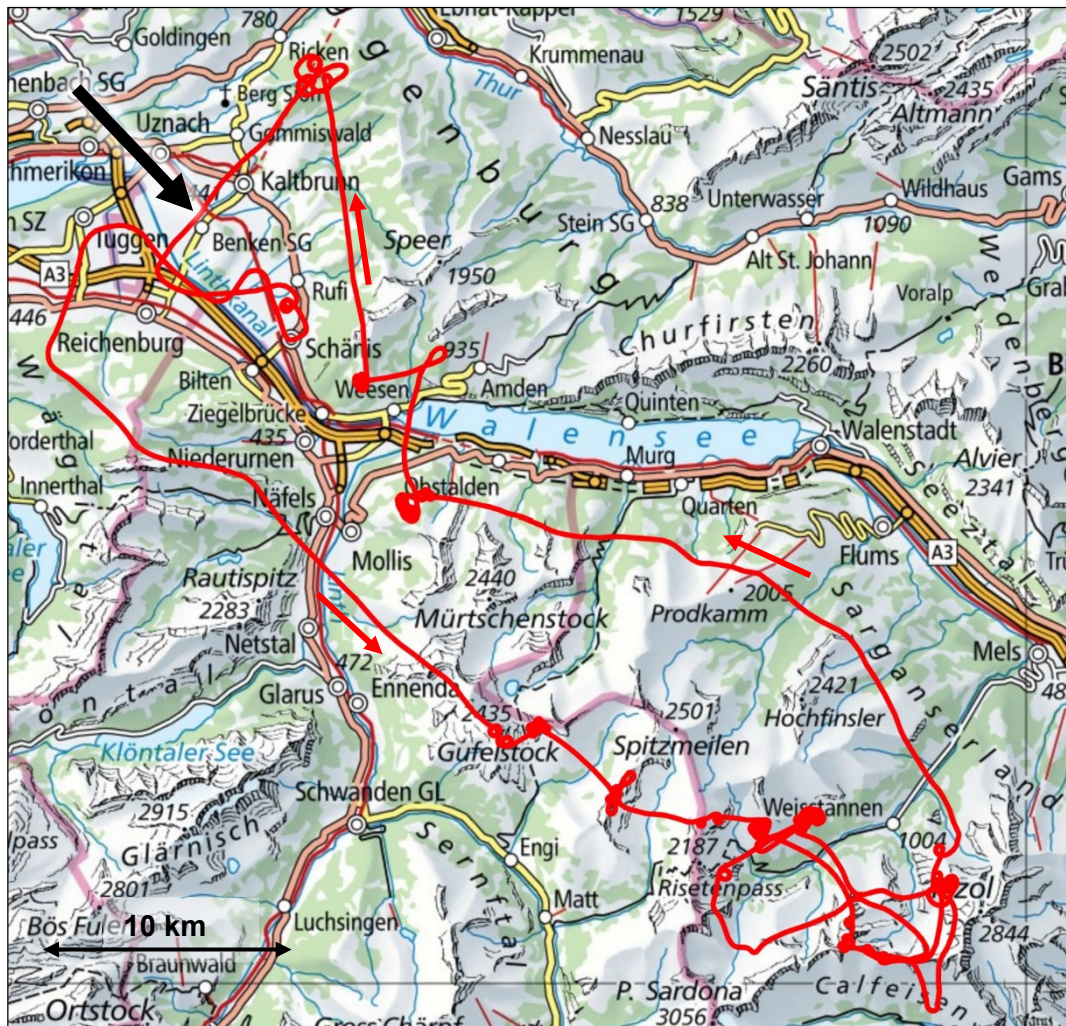 780
Ebnat-Kappel
1529
Goldingen
Ricken
Krummenau
2502
Säntis
2435
Altmann
Berg Sion
Thur
Uznach
Gommiswald
Nesslau
Kaltbrunn
Gams
Wildhaus
Unterwasser
838
1090
Stein SG
n SZ
Tuggen
Benken SG
Speer
Alt St. Johann
A3
Linthkanal
1950
Rufi
Voralp
446
Reichenburg
Schänis
Churfirsten
935
2260
Bilten
Weesen
Amden
Quinten
Ziegelbrücke
Walensee
Walenstadt
435
Niederurnen
Murg
Alvier
Innerthal
Obstalden
2341
Näfels
Quarten
Seeztal
Mollis
Flums
A3
Rautispitz
2440
2005
2283
Mürtschenstock
Prodkamm
Netstal
Mels
472
Glarus
Ennenda
2421
Sarganserland
2435
2501
Hochfinsler
Klöntaler See
Gufelstock
Spitzmeilen
Schwanden GL
Weisstannen
2915
Glärnisch
Sernftal
Engi
2187
1004
2801
Risetenpass
Matt
Luchsingen
10 km
2844
Braunwald
P. Sardona
Ortstock
3056